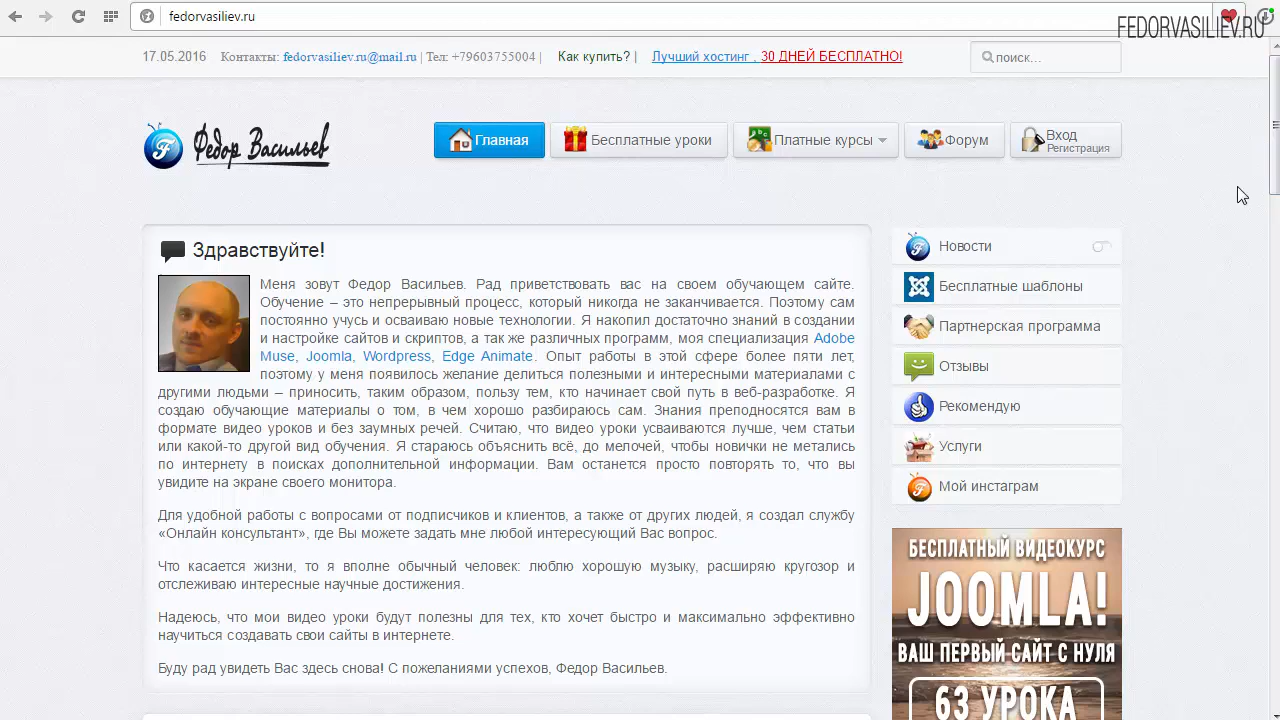 fedorvasiliev.ru
FEDORVASILIEV.RU
17.05.2016 Контакты: fedorvasiliev.ru@mail.ru | Тел: +79603755004 | Как купить? | Лучший хостинг . 30 ДНЕЙ БЕСПЛАТНО! поиск...
Федор Васильев
Главная
Бесплатные уроки
Платные курсы
Форум
Вход
Регистрация
Здравствуйте!
Меня зовут Федор Васильев. Рад приветствовать вас на своем обучающем сайте.
Обучение – это непрерывный процесс, который никогда не заканчивается. Поэтому сам
постоянно учусь и осваиваю новые технологии. Я накопил достаточно знаний в создании
и настройке сайтов и скриптов, а так же различных программ, моя специализация Adobe
Muse, Joomla, Wordpress, Edge Animate. Опыт работы в этой сфере более пяти лет,
поэтому у меня появилось желание делиться полезными и интересными материалами с
другими людьми – приносить, таким образом, пользу тем, кто начинает свой путь в веб-разработке. Я
создаю обучающие материалы о том, в чем хорошо разбираюсь сам. Знания преподносятся вам в
формате видео уроков и без заумных речей. Считаю, что видео уроки усваиваются лучше, чем статьи
или какой-то другой вид обучения. Я стараюсь объяснить всё, до мелочей, чтобы новички не метались
по интернету в поисках дополнительной информации. Вам останется просто повторять то, что вы
увидите на экране своего монитора.
Для удобной работы с вопросами от подписчиков и клиентов, а также от других людей, я создал службу
«Онлайн консультант», где Вы можете задать мне любой интересующий Вас вопрос.
Что касается жизни, то я вполне обычный человек: люблю хорошую музыку, расширяю кругозор и
отслеживаю интересные научные достижения.
Надеюсь, что мои видео уроки будут полезны для тех, кто хочет быстро и максимально эффективно
научиться создавать свои сайты в интернете.
Буду рад увидеть Вас здесь снова! С пожеланиями успехов, Федор Васильев.
Новости
Бесплатные шаблоны
Партнерская программа
Отзывы
Рекомендую
Услуги
Мой инстаграм
БЕСПЛАТНЫЙ ВИДЕОКУРС
JOOMLA!
ВАШ ПЕРВЫЙ САЙТ С НУЛЯ
63 УРОКА